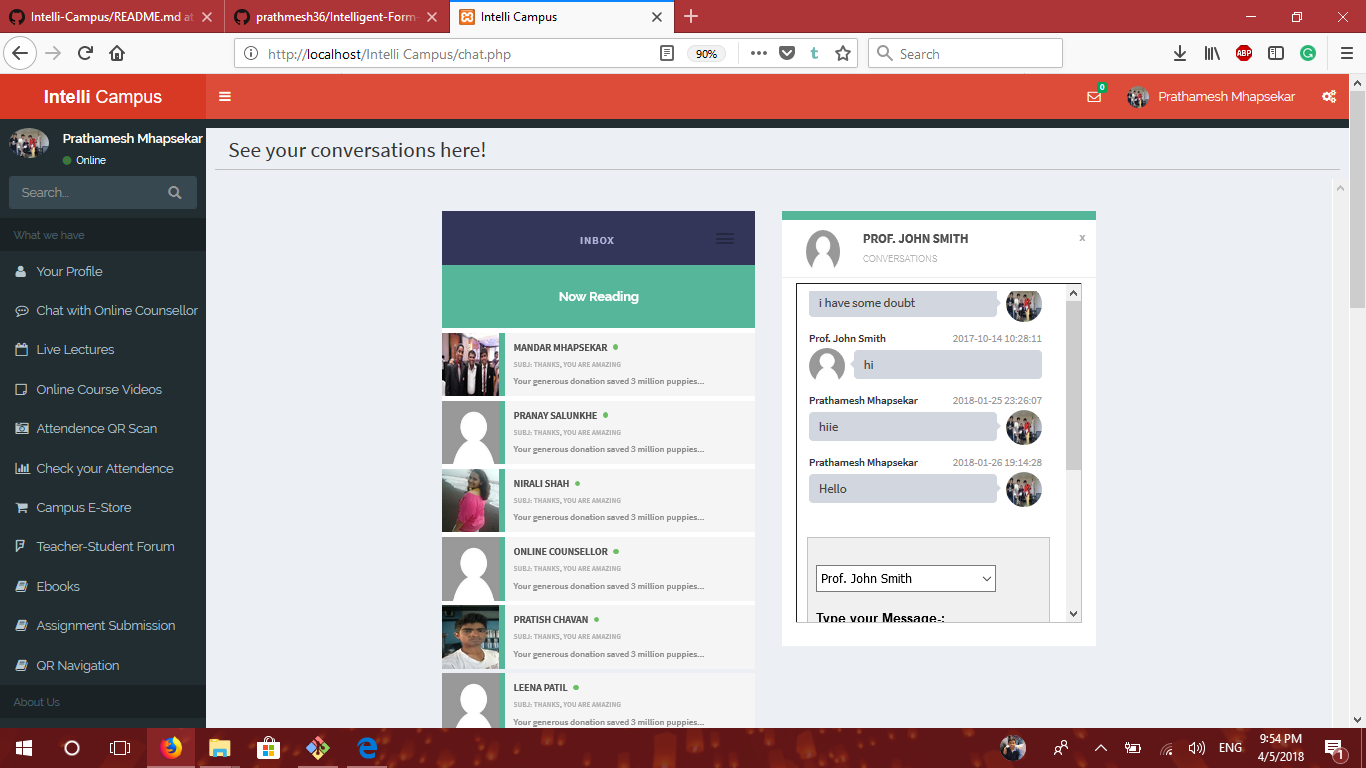 Intelli-Campus/README.md at
prathmesh36/Intelligent-Form-
Intelli Campus
http://localhost/Intelli Campus/chat.php
90%
Search
Intelli Campus
0
Prathamesh Mhapsekar
Prathamesh Mhapsekar
Online
Search...
What we have
Your Profile
Chat with Online Counsellor
Live Lectures
Online Course Videos
Attendence QR Scan
Check your Attendence
Campus E-Store
Teacher-Student Forum
Ebooks
Assignment Submission
QR Navigation
About Us
See your conversations here!
INBOX
Now Reading
MANDAR MHAPSEKAR
SUBJ: THANKS, YOU ARE AMAZING
Your generous donation saved 3 million puppies...
PRANAY SALUNKHE
SUBJ: THANKS, YOU ARE AMAZING
Your generous donation saved 3 million puppies...
NIRALI SHAH
SUBJ: THANKS, YOU ARE AMAZING
Your generous donation saved 3 million puppies...
ONLINE COUNSELLOR
SUBJ: THANKS, YOU ARE AMAZING
Your generous donation saved 3 million puppies...
PRATISH CHAVAN
SUBJ: THANKS, YOU ARE AMAZING
Your generous donation saved 3 million puppies...
LEENA PATIL
SUBJ: THANKS, YOU ARE AMAZING
Your generous donation saved 3 million puppies...
PROF. JOHN SMITH
x
CONVERSATIONS
i have some doubt
Prof. John Smith 2017-10-14 10:28:11
hi
Prathamesh Mhapsekar 2018-01-25 23:26:07
hiie
Prathamesh Mhapsekar 2018-01-26 19:14:28
Hello
Prof. John Smith
Type your Message-:
ABP
ENG
9:54 PM
4/5/2018
1